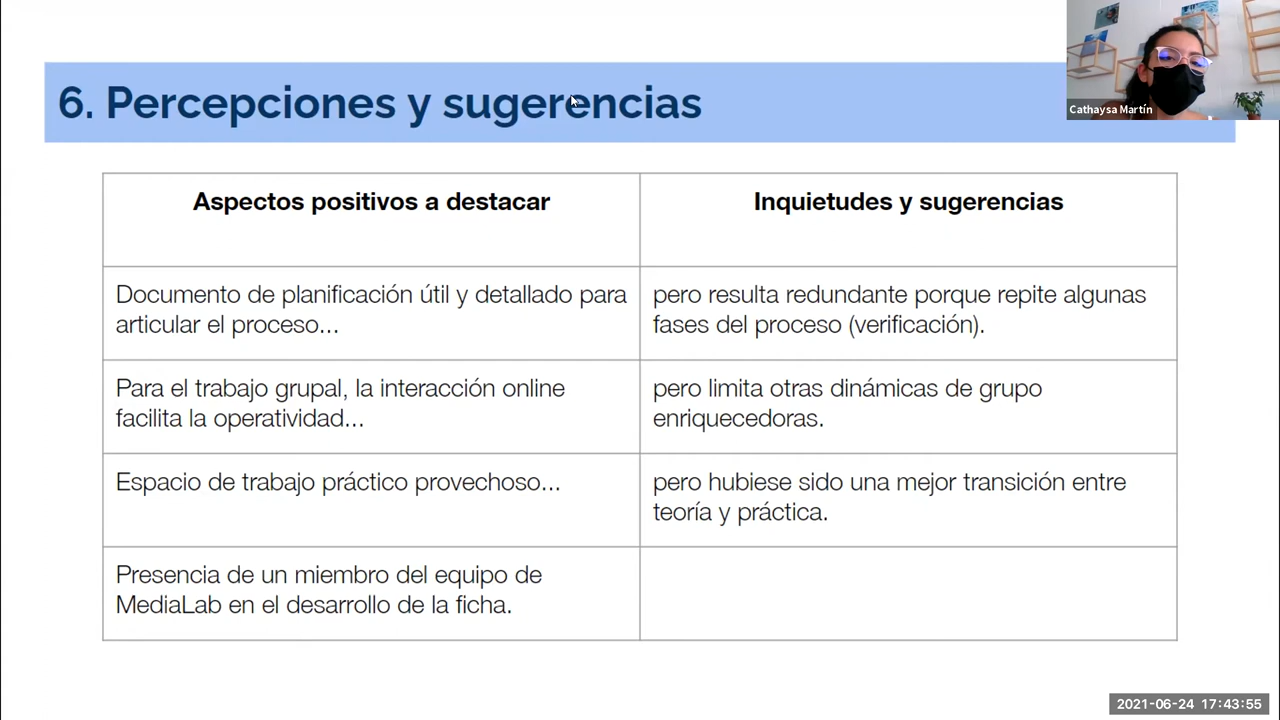 6. Percepciones y sugerencias
Cathaysa Martín
Aspectos positivos a destacar
Inquietudes y sugerencias
Documento de planificación útil y detallado para
articular el proceso...
pero resulta redundante porque repite algunas
fases del proceso (verificación).
Para el trabajo grupal, la interacción online
facilita la operatividad...
pero limita otras dinámicas de grupo
enriquecedoras.
Espacio de trabajo práctico provechoso...
pero hubiese sido una mejor transición entre
teoría y práctica.
Presencia de un miembro del equipo de
MediaLab en el desarrollo de la ficha.
2021-06-24 17:43:55